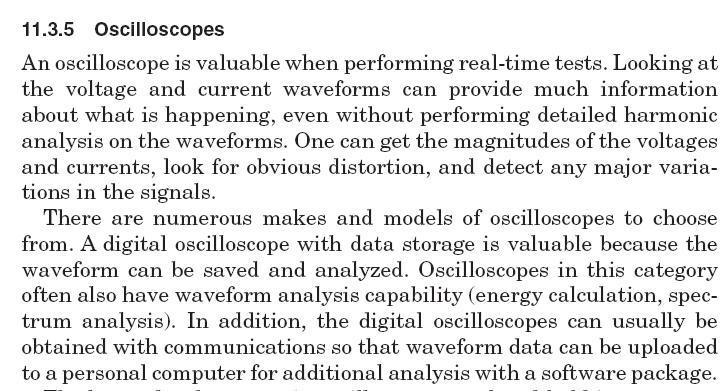 11.3.5 Oscilloscopes
An oscilloscope is valuable when performing real-time tests. Looking at
the voltage and current waveforms can provide much information
about what is happening, even without performing detailed harmonic
analysis on the waveforms. One can get the magnitudes of the voltages
and currents, look for obvious distortion, and detect any major varia-
tions in the signals.
There are numerous makes and models of oscilloscopes to choose
from. A digital oscilloscope with data storage is valuable because the
waveform can be saved and analyzed. Oscilloscopes in this category
often also have waveform analysis capability (energy calculation, spec-
trum analysis). In addition, the digital oscilloscopes can usually be
obtained with communications so that waveform data can be uploaded
to a personal computer for additional analysis with a software package.